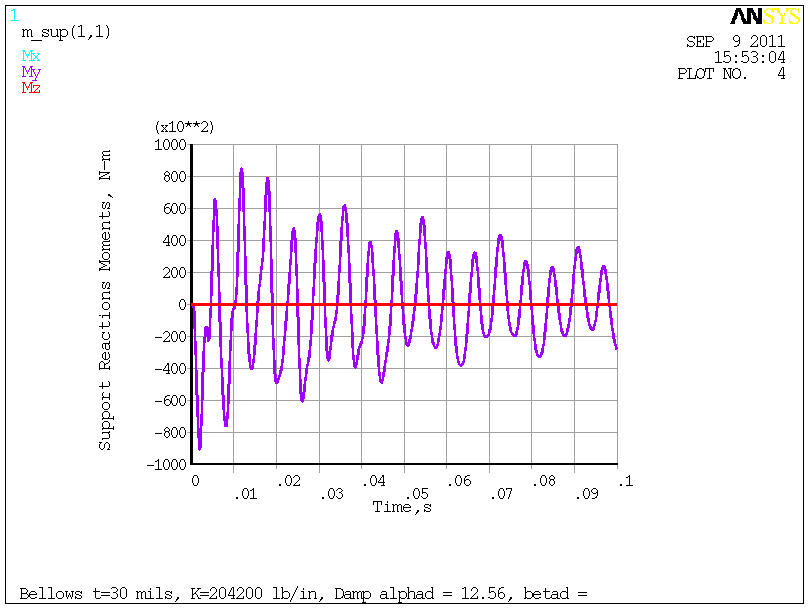 1
ANSYS
m_sup(1,1)
SEP 9 2011
15:53:04
PLOT NO. 4
Mx
My
Mz
(x10**2)
1000
800
600
400
200
0
-200
-400
-600
-800
-1000
Support Reactions Moments, N-m
0 .02 .04 .06 .08 .1
.01 .03 .05 .07 .09
Time,s
Bellows t=30 mils, K=204200 lb/in, Damp alphad = 12.56, betad =